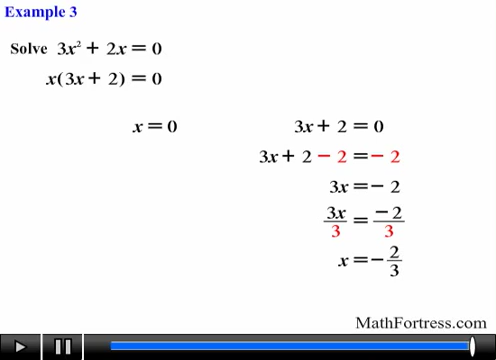 Example 3
Solve 3x² + 2x = 0
x(3x + 2) = 0
x = 0
3x + 2 = 0
3x + 2 − 2 = − 2
3x = − 2
3x/3 = −2/3
x = −2/3
MathFortress.com